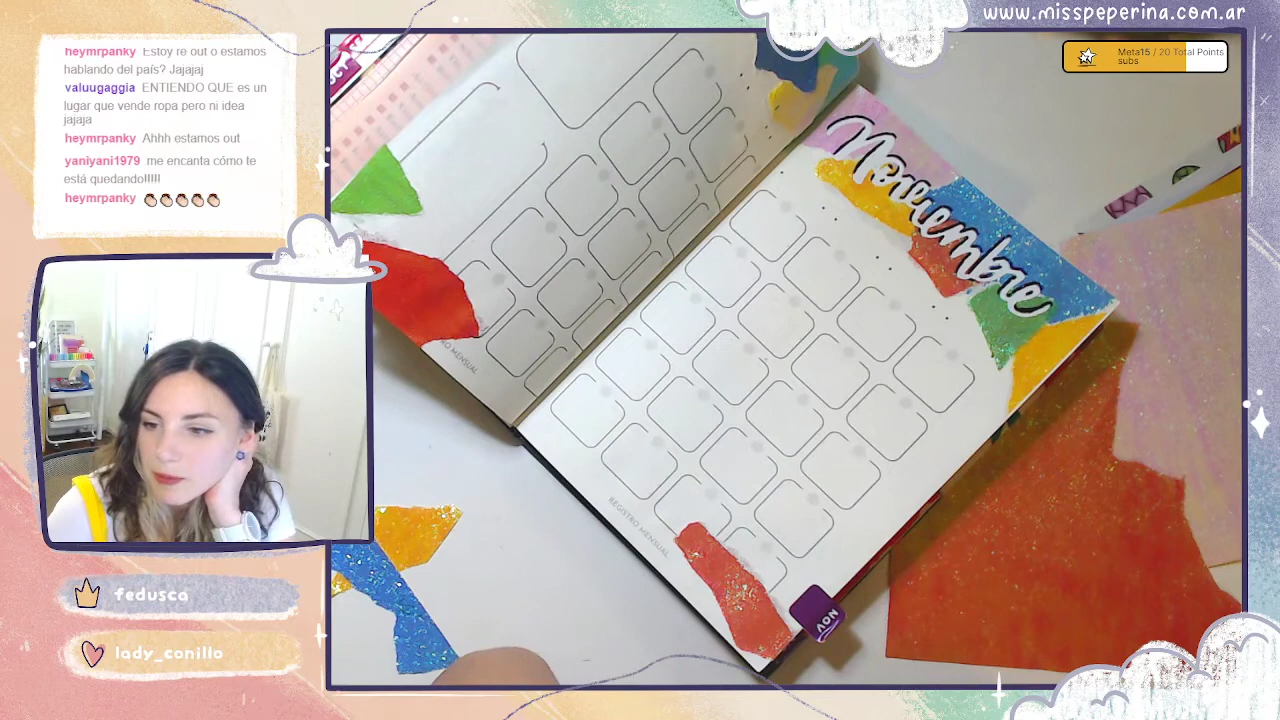 www.misspeperina.com.ar
heymrpanky Estoy re out o estamos
hablando del país? Jajajaj
valuugaggia ENTIENDO QUE es un
lugar que vende ropa pero ni idea
jajaja
heymrpanky Ahhh estamos out
yaniyani1979 me encanta cómo te
está quedando!!!!!
heymrpanky
Meta15 / 20 Total Points
subs
Noviembre
REGISTRO MENSUAL
NOV
fedusca
lady_conillo